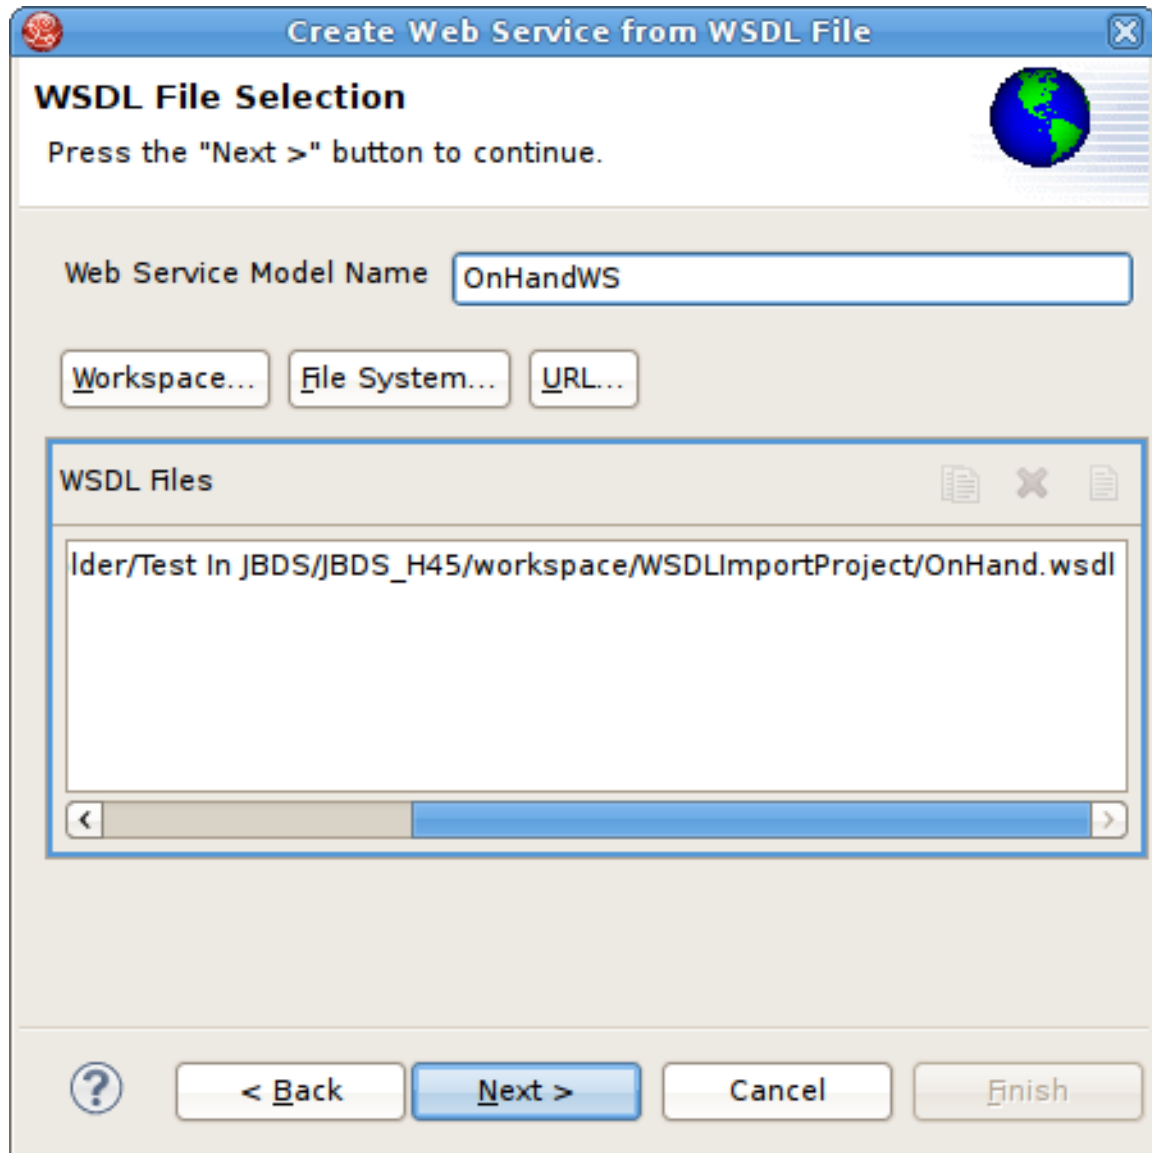 Create Web Service from WSDL File
WSDL File Selection
Press the "Next >" button to continue.
Web Service Model Name OnHandWS
Workspace... File System... URL...
WSDL Files
lder/Test In JBDS/JBDS_H45/workspace/WSDLImportProject/OnHand.wsdl
< Back Next > Cancel Finish